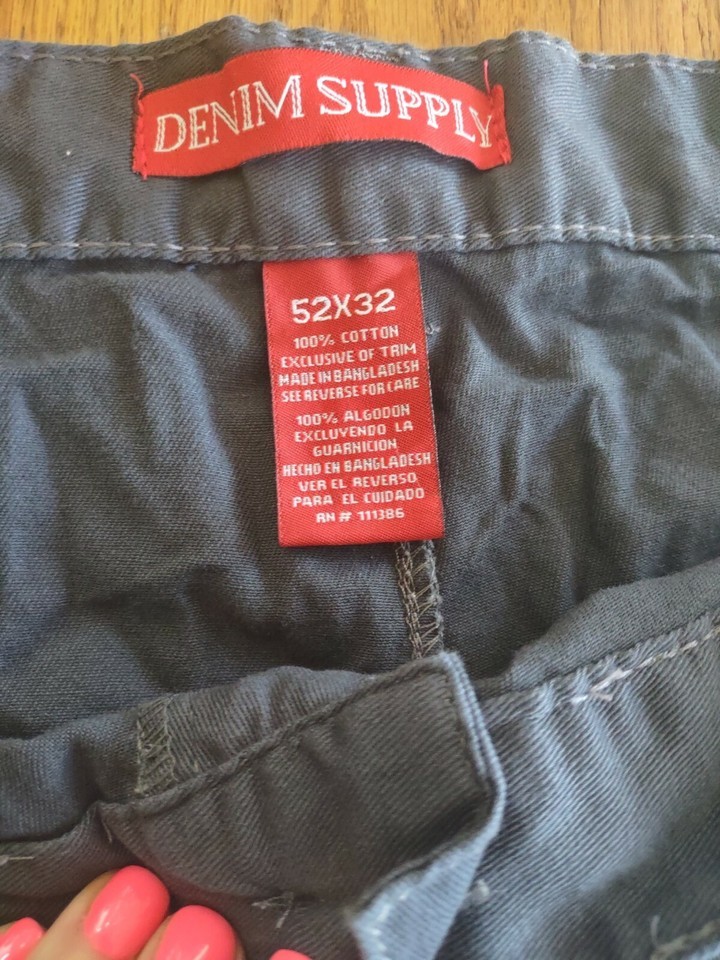 DENIM SUPPLY
52X32
100% COTTON
EXCLUSIVE OF TRIM
MADE IN BANGLADESH
SEE REVERSE FOR CARE
100% ALGODON
EXCLUYENDO LA
GUARNICION
HECHO EN BANGLADESH
VER EL REVERSO
PARA EL CUIDADO
RN # 111386